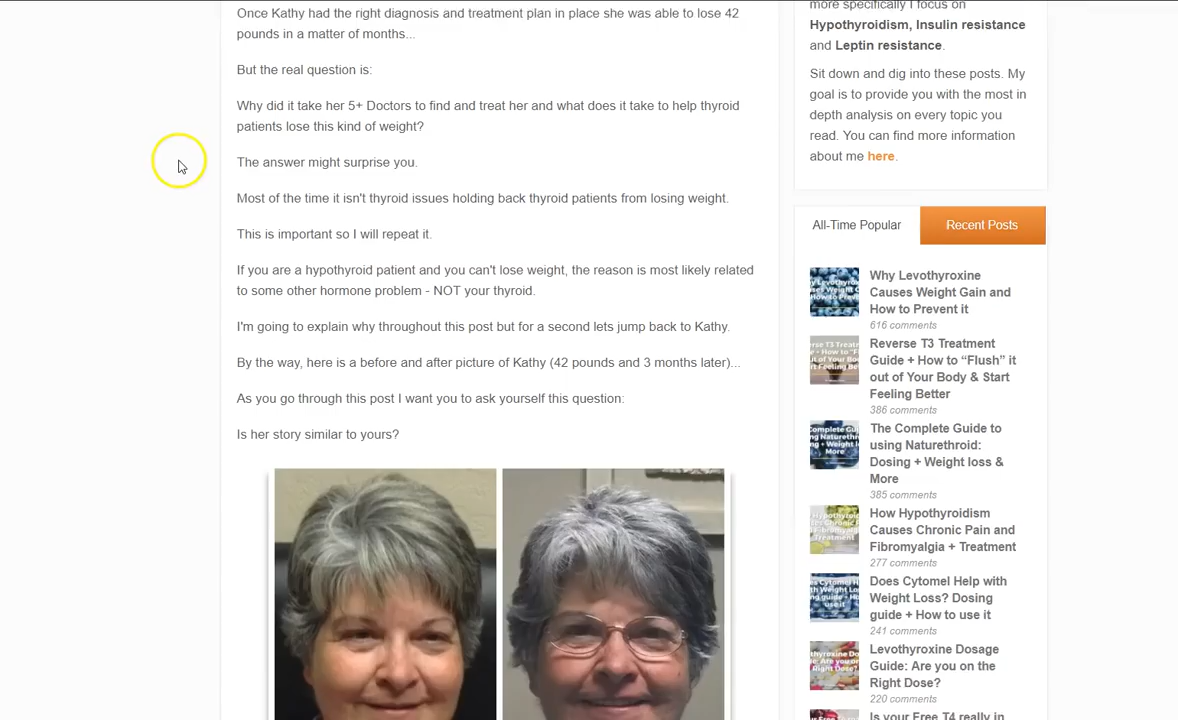 Once Kathy had the right diagnosis and treatment plan in place she was able to lose 42
pounds in a matter of months...
But the real question is:
Why did it take her 5+ Doctors to find and treat her and what does it take to help thyroid
patients lose this kind of weight?
The answer might surprise you.
Most of the time it isn't thyroid issues holding back thyroid patients from losing weight.
This is important so I will repeat it.
If you are a hypothyroid patient and you can't lose weight, the reason is most likely related
to some other hormone problem - NOT your thyroid.
I'm going to explain why throughout this post but for a second lets jump back to Kathy.
By the way, here is a before and after picture of Kathy (42 pounds and 3 months later)...
As you go through this post I want you to ask yourself this question:
Is her story similar to yours?
more specifically I focus on
Hypothyroidism, Insulin resistance
and Leptin resistance.
Sit down and dig into these posts. My
goal is to provide you with the most in
depth analysis on every topic you
read. You can find more information
about me here.
All-Time Popular
Recent Posts
Why Levothyroxine
Causes Weight Gain and
How to Prevent it
616 comments
Reverse T3 Treatment
Guide + How to “Flush” it
out of Your Body & Start
Feeling Better
386 comments
The Complete Guide to
using Naturethroid:
Dosing + Weight loss &
More
385 comments
How Hypothyroidism
Causes Chronic Pain and
Fibromyalgia + Treatment
277 comments
Does Cytomel Help with
Weight Loss? Dosing
guide + How to use it
241 comments
Levothyroxine Dosage
Guide: Are you on the
Right Dose?
220 comments
Is your Free T4 really in